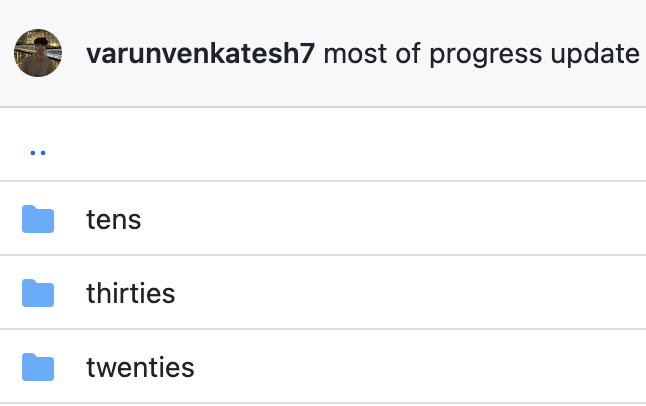 varunvenkatesh7 most of progress update
..
tens
thirties
twenties